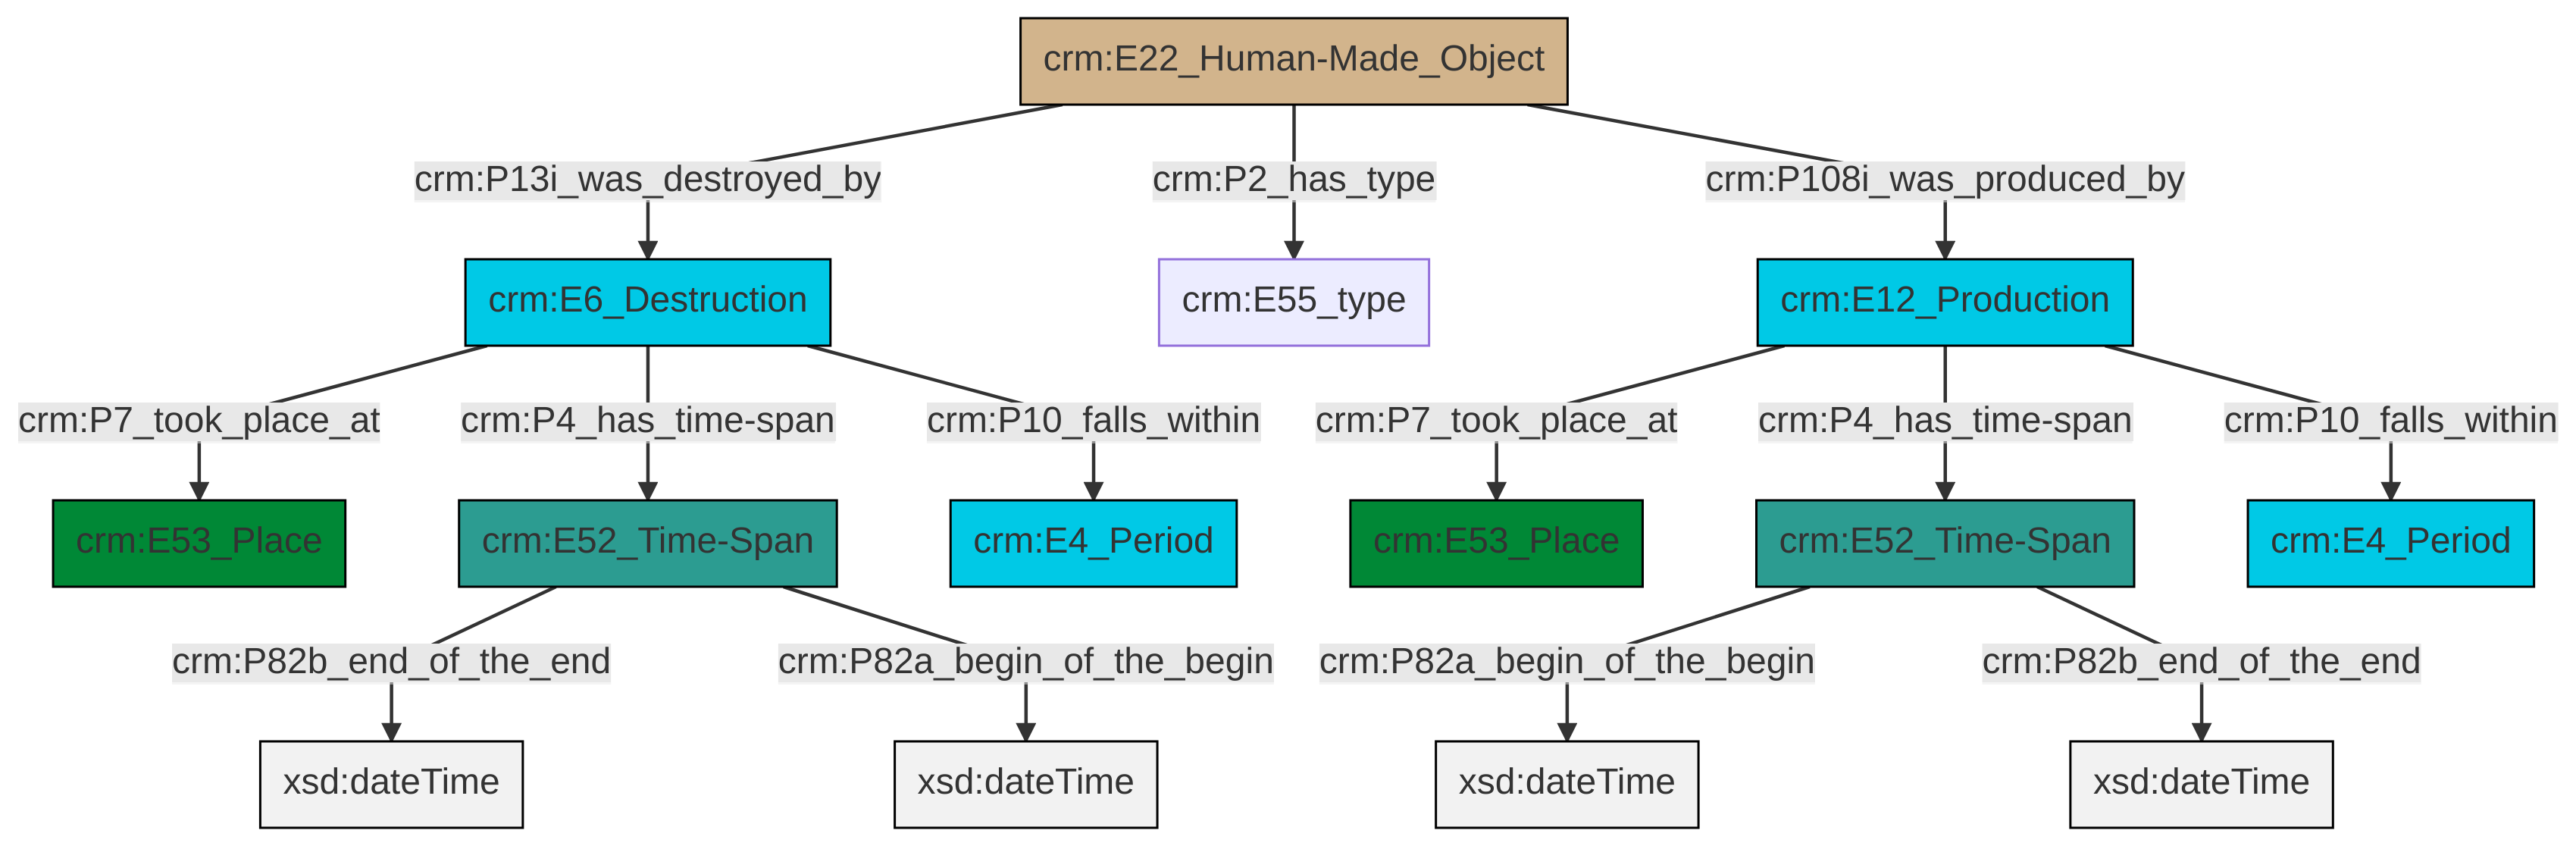 crm:E22_Human-Made_Object
crm:P13i_was_destroyed_by
crm:P2_has_type
crm:P108i_was_produced_by
crm:E6_Destruction
crm:E55_type
crm:E12_Production
crm:P7_took_place_at
crm:P4_has_time-span
crm:P10_falls_within
crm:P7_took_place_at
crm:P4_has_time-span
crm:P10_falls_within
crm:E53_Place
crm:E52_Time-Span
crm:E4_Period
crm:E53_Place
crm:E52_Time-Span
crm:E4_Period
crm:P82b_end_of_the_end
crm:P82a_begin_of_the_begin
crm:P82a_begin_of_the_begin
crm:P82b_end_of_the_end
xsd:dateTime
xsd:dateTime
xsd:dateTime
xsd:dateTime